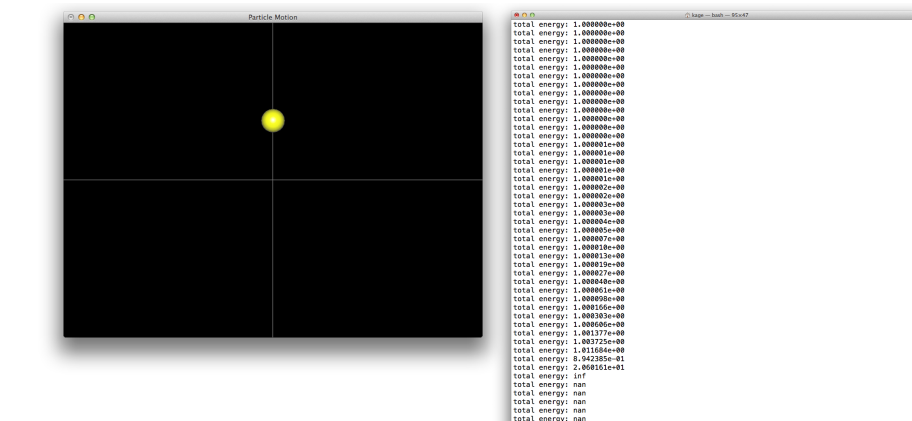 Particle Motion
kage — bash — 95×47
total energy: 1.000000e+00
total energy: 1.000000e+00
total energy: 1.000000e+00
total energy: 1.000000e+00
total energy: 1.000000e+00
total energy: 1.000000e+00
total energy: 1.000000e+00
total energy: 1.000000e+00
total energy: 1.000000e+00
total energy: 1.000000e+00
total energy: 1.000000e+00
total energy: 1.000000e+00
total energy: 1.000000e+00
total energy: 1.000000e+00
total energy: 1.000001e+00
total energy: 1.000001e+00
total energy: 1.000001e+00
total energy: 1.000001e+00
total energy: 1.000001e+00
total energy: 1.000002e+00
total energy: 1.000002e+00
total energy: 1.000003e+00
total energy: 1.000003e+00
total energy: 1.000004e+00
total energy: 1.000005e+00
total energy: 1.000007e+00
total energy: 1.000010e+00
total energy: 1.000013e+00
total energy: 1.000019e+00
total energy: 1.000027e+00
total energy: 1.000040e+00
total energy: 1.000061e+00
total energy: 1.000098e+00
total energy: 1.000166e+00
total energy: 1.000303e+00
total energy: 1.000606e+00
total energy: 1.001377e+00
total energy: 1.003725e+00
total energy: 1.011684e+00
total energy: 8.942385e-01
total energy: 2.060161e+01
total energy: inf
total energy: nan
total energy: nan
total energy: nan
total energy: nan
total energy: nan